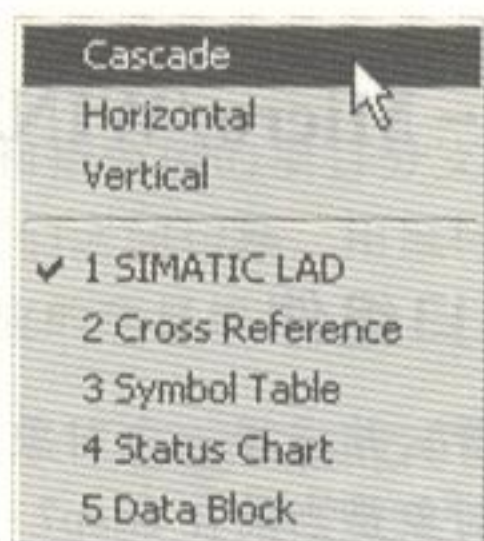 Cascade
Horizontal
Vertical
1 SIMATIC LAD
2 Cross Reference
3 Symbol Table
4 Status Chart
5 Data Block